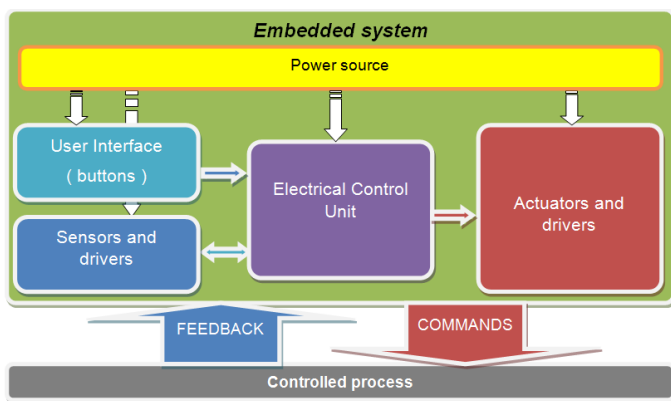 Embedded system
Power source
User Interface
( buttons )
Electrical Control
Unit
Actuators and
drivers
Sensors and
drivers
FEEDBACK
COMMANDS
Controlled process